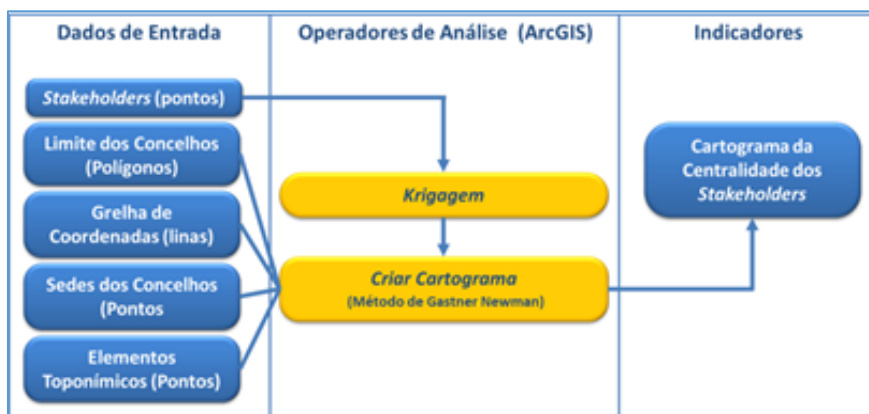 Dados de Entrada
Operadores de Análise (ArcGIS)
Indicadores
Stakeholders (pontos)
Limite dos Concelhos
(Polígonos)
Grelha de
Coordenadas (linas)
Sedes dos Concelhos
(Pontos
Elementos
Toponímicos (Pontos)
Krigagem
Criar Cartograma
(Método de Gastner Newman)
Cartograma da
Centralidade dos
Stakeholders